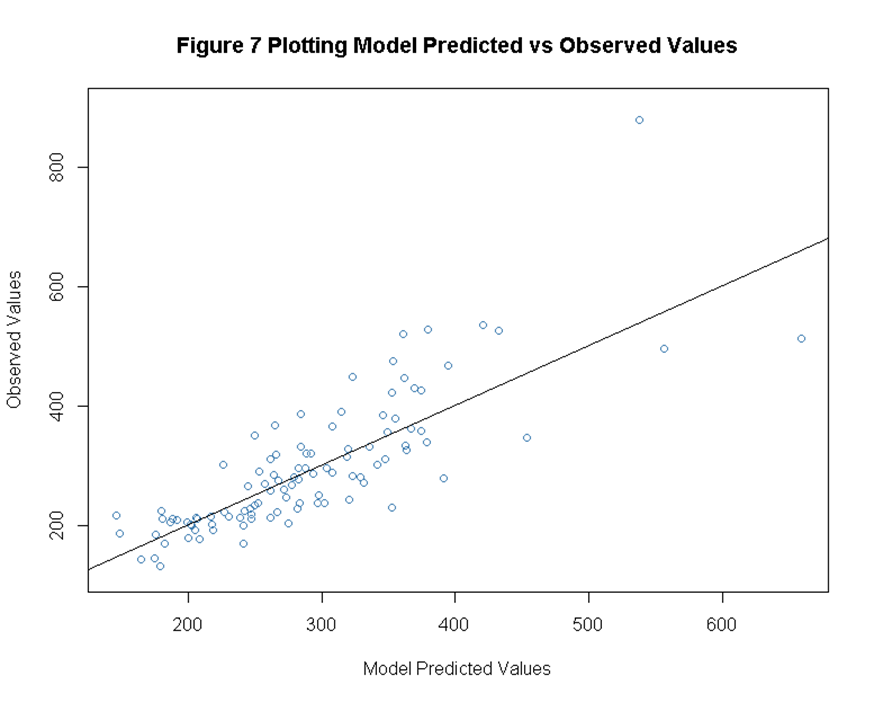 Figure 7 Plotting Model Predicted vs Observed Values
800
600
400
200
Observed Values
200 300 400 500 600
Model Predicted Values